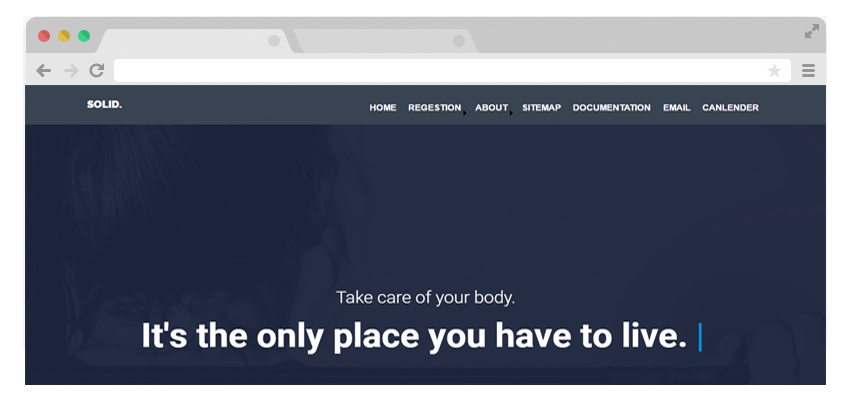 SOLID.
HOME REGESTION ABOUT SITEMAP DOCUMENTATION EMAIL CANLENDER
Take care of your body.
It's the only place you have to live. |